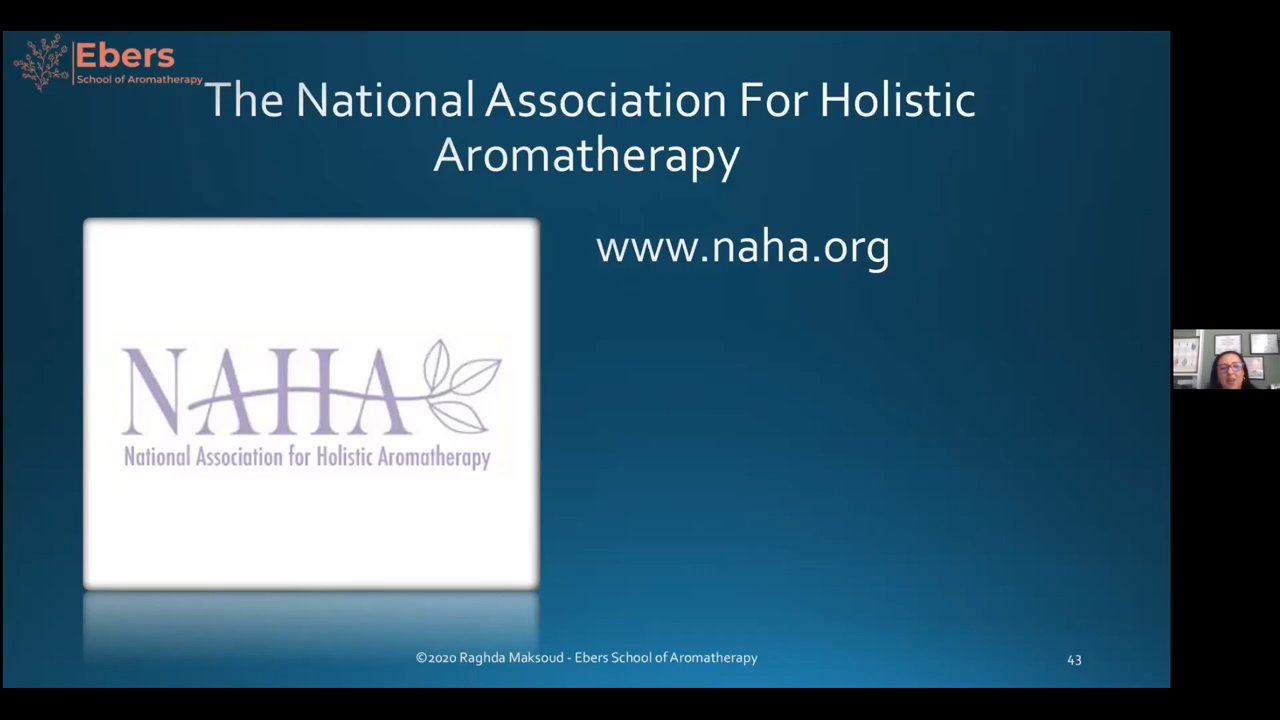 Ebers
School of Aromatherapy
The National Association For Holistic
Aromatherapy
www.naha.org
NAHA
National Association for Holistic Aromatherapy
©2020 Raghda Maksoud - Ebers School of Aromatherapy
43